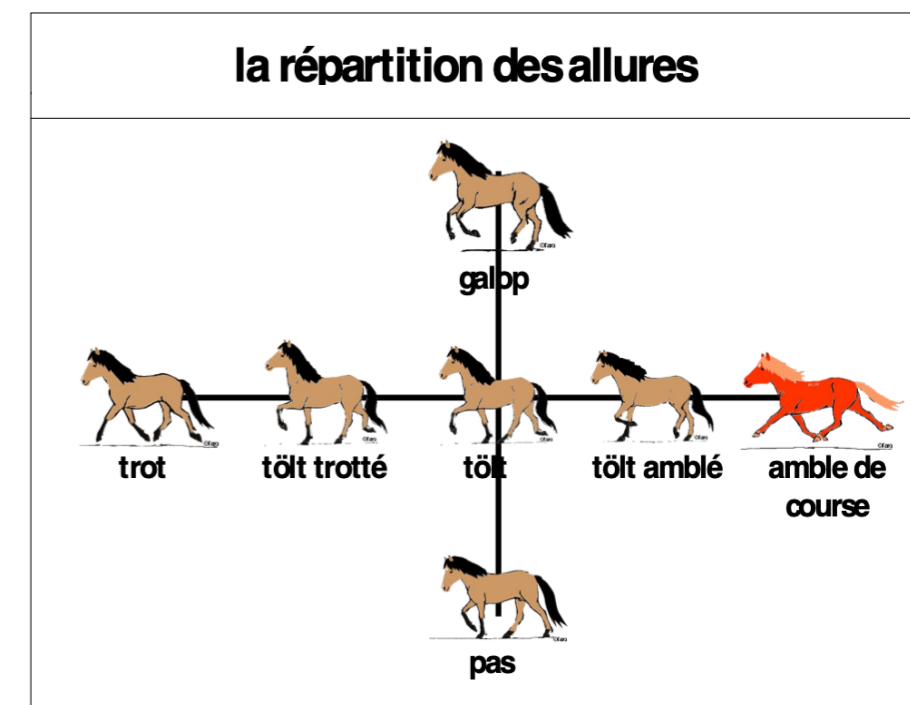 la répartition des allures
galop
trot
tölt trotté
tölt
tölt amblé
amble de
course
pas